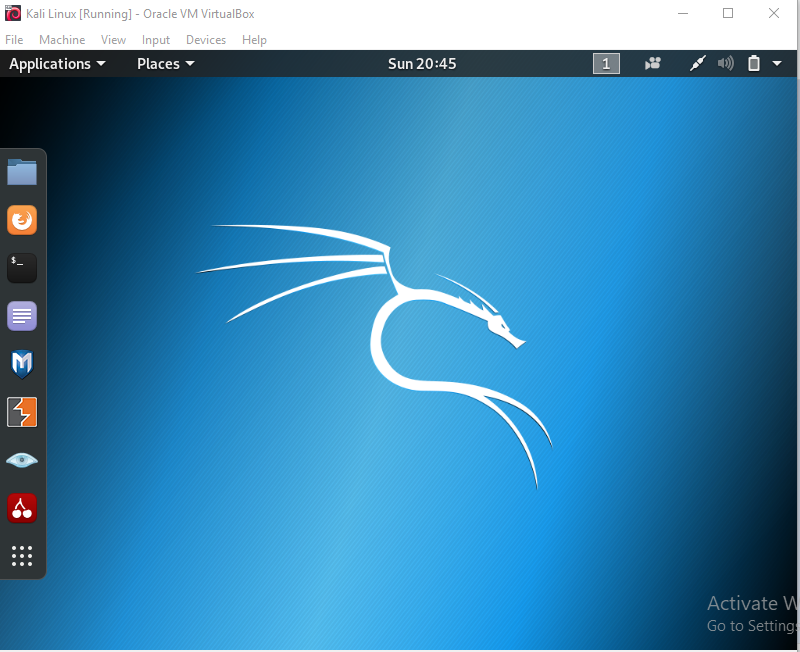 Kali Linux [Running] - Oracle VM VirtualBox
File Machine View Input Devices Help
Applications Places Sun 20:45 1
$_
Activate W
Go to Settings